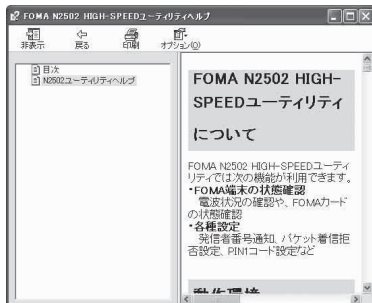 FOMA N2502 HIGH-SPEEDユーティリティヘルプ
非表示 戻る 印刷 オプション(O)
目次
N2502ユーティリティヘルプ
FOMA N2502 HIGH-
SPEEDユーティリティ
について
FOMA N2502 HIGH-SPEEDユーティ
リティでは次の機能が利用できます。
・FOMA端末の状態確認
電波状況の確認や、FOMAカード
の状態確認
・各種設定
発信者番号通知、パケット着信拒
否設定、PIN1コード設定など
動作環境